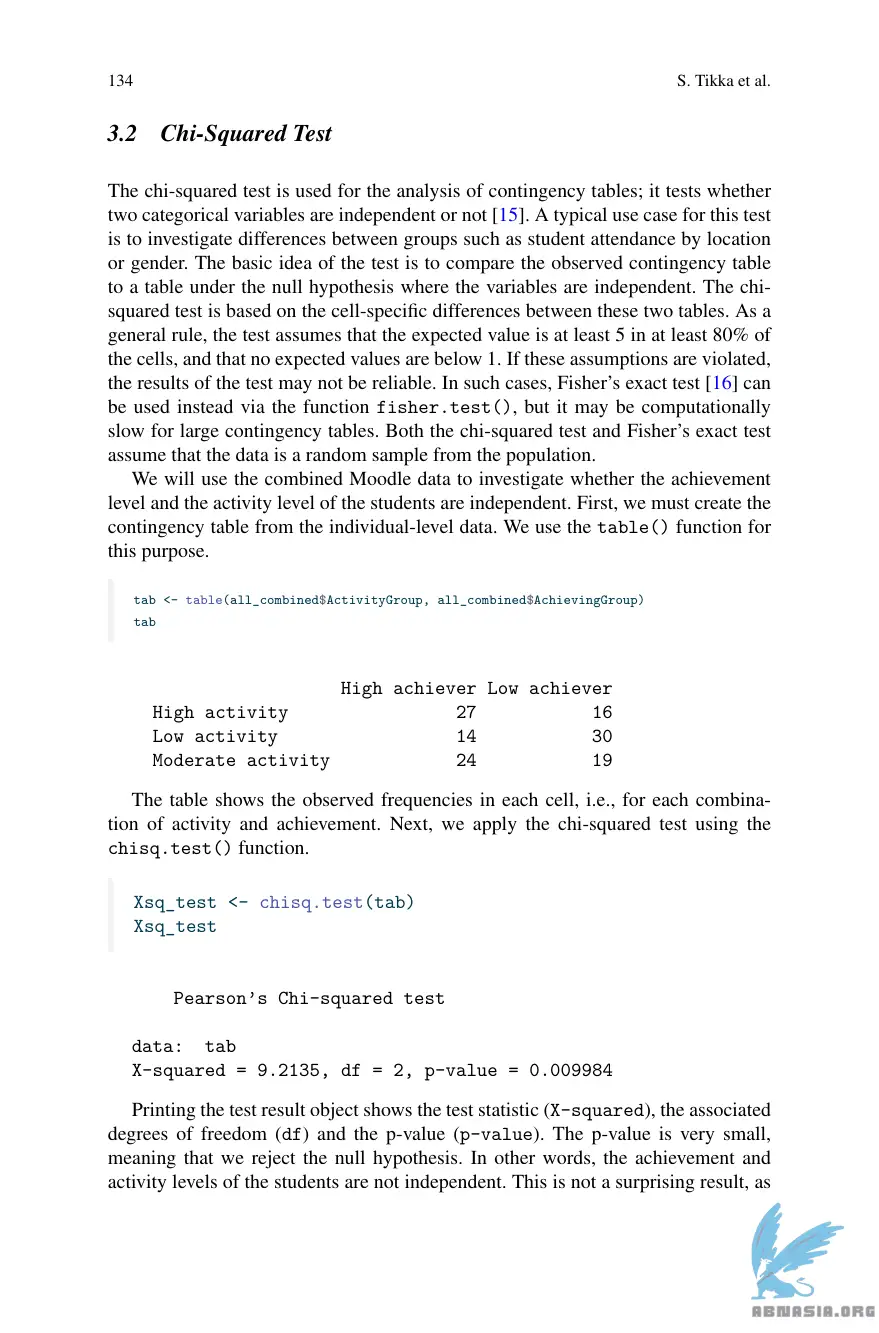 134 S. Tikka et al.
3.2 Chi-Squared Test
The chi-squared test is used for the analysis of contingency tables; it tests whether
two categorical variables are independent or not [15]. A typical use case for this test
is to investigate differences between groups such as student attendance by location
or gender. The basic idea of the test is to compare the observed contingency table
to a table under the null hypothesis where the variables are independent. The chi-
squared test is based on the cell-specific differences between these two tables. As a
general rule, the test assumes that the expected value is at least 5 in at least 80% of
the cells, and that no expected values are below 1. If these assumptions are violated,
the results of the test may not be reliable. In such cases, Fisher's exact test [16] can
be used instead via the function fisher.test(), but it may be computationally
slow for large contingency tables. Both the chi-squared test and Fisher's exact test
assume that the data is a random sample from the population.
We will use the combined Moodle data to investigate whether the achievement
level and the activity level of the students are independent. First, we must create the
contingency table from the individual-level data. We use the table() function for
this purpose.
tab <- table(all_combined$ActivityGroup, all_combined$AchievingGroup)
tab
High achiever Low achiever
High activity 27 16
Low activity 14 30
Moderate activity 24 19
The table shows the observed frequencies in each cell, i.e., for each combina-
tion of activity and achievement. Next, we apply the chi-squared test using the
chisq.test() function.
Xsq_test <- chisq.test(tab)
Xsq_test
Pearson's Chi-squared test
data: tab
X-squared = 9.2135, df = 2, p-value = 0.009984
Printing the test result object shows the test statistic (X-squared), the associated
degrees of freedom (df) and the p-value (p-value). The p-value is very small,
meaning that we reject the null hypothesis. In other words, the achievement and
activity levels of the students are not independent. This is not a surprising result, as
ABNASIA.ORG